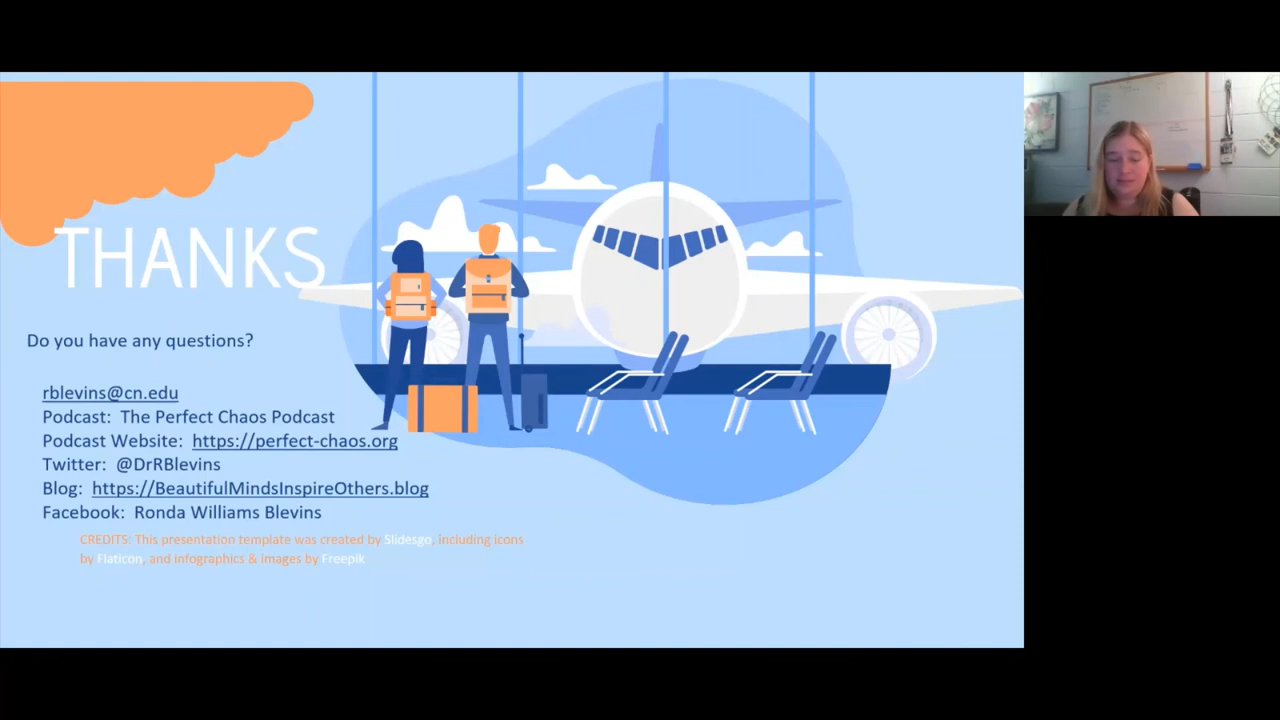 THANKS
Do you have any questions?
rblevins@cn.edu
Podcast: The Perfect Chaos Podcast
Podcast Website: https://perfect-chaos.org
Twitter: @DrRBlevins
Blog: https://BeautifulMindsInspireOthers.blog
Facebook: Ronda Williams Blevins
CREDITS: This presentation template was created by Slidesgo, including icons
by Flaticon, and infographics & images by Freepik